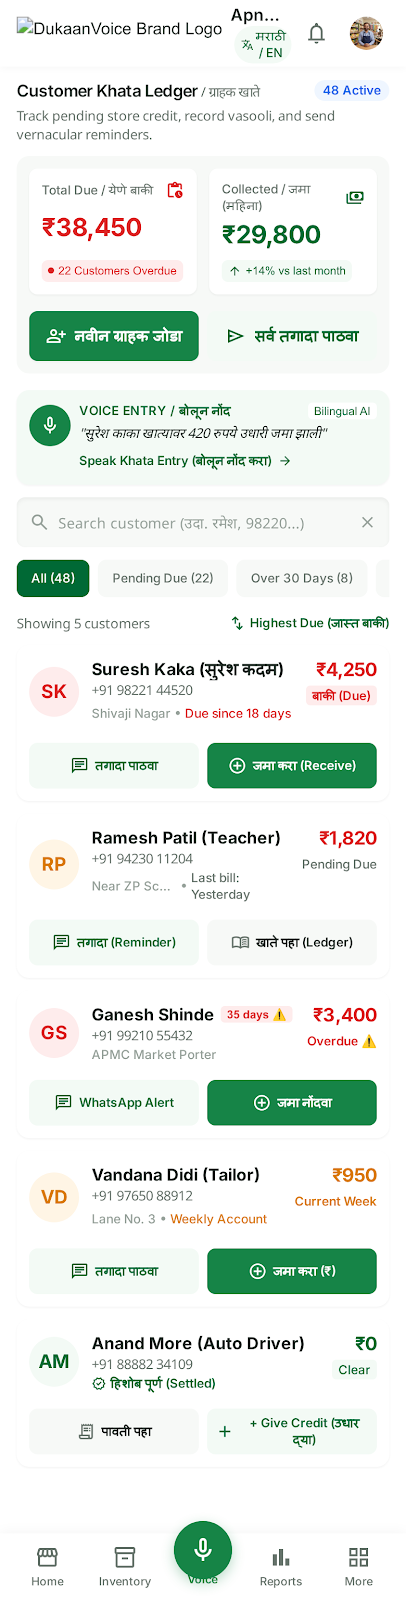 DukaanVoice Brand Logo
Apn...
मराठी
/ EN
Customer Khata Ledger / ग्राहक खाते
48 Active
Track pending store credit, record vasooli, and send
vernacular reminders.
Total Due / येणे बाकी
₹38,450
22 Customers Overdue
Collected / जमा
(महिना)
₹29,800
+14% vs last month
नवीन ग्राहक जोडा
सर्व तगादा पाठवा
VOICE ENTRY / बोलून नोंद
Bilingual AI
"सुरेश काका खात्यावर 420 रुपये उधारी जमा झाली"
Speak Khata Entry (बोलून नोंद करा) →
Search customer (उदा. रमेश, 98220...)
All (48)
Pending Due (22)
Over 30 Days (8)
Showing 5 customers
Highest Due (जास्त बाकी)
SK
Suresh Kaka (सुरेश कदम)
₹4,250
+91 98221 44520
बाकी (Due)
Shivaji Nagar • Due since 18 days
तगादा पाठवा
जमा करा (Receive)
RP
Ramesh Patil (Teacher)
₹1,820
+91 94230 11204
Pending Due
Near ZP Sc... • Last bill:
Yesterday
तगादा (Reminder)
खाते पहा (Ledger)
GS
Ganesh Shinde
35 days ⚠️
₹3,400
+91 99210 55432
Overdue ⚠️
APMC Market Porter
WhatsApp Alert
जमा नोंदवा
VD
Vandana Didi (Tailor)
₹950
+91 97650 88912
Current Week
Lane No. 3 • Weekly Account
तगादा पाठवा
जमा करा (₹)
AM
Anand More (Auto Driver)
₹0
+91 88882 34109
Clear
हिशोब पूर्ण (Settled)
पावती पहा
+ Give Credit (उधार
द्या)
Home
Inventory
Voice
Reports
More